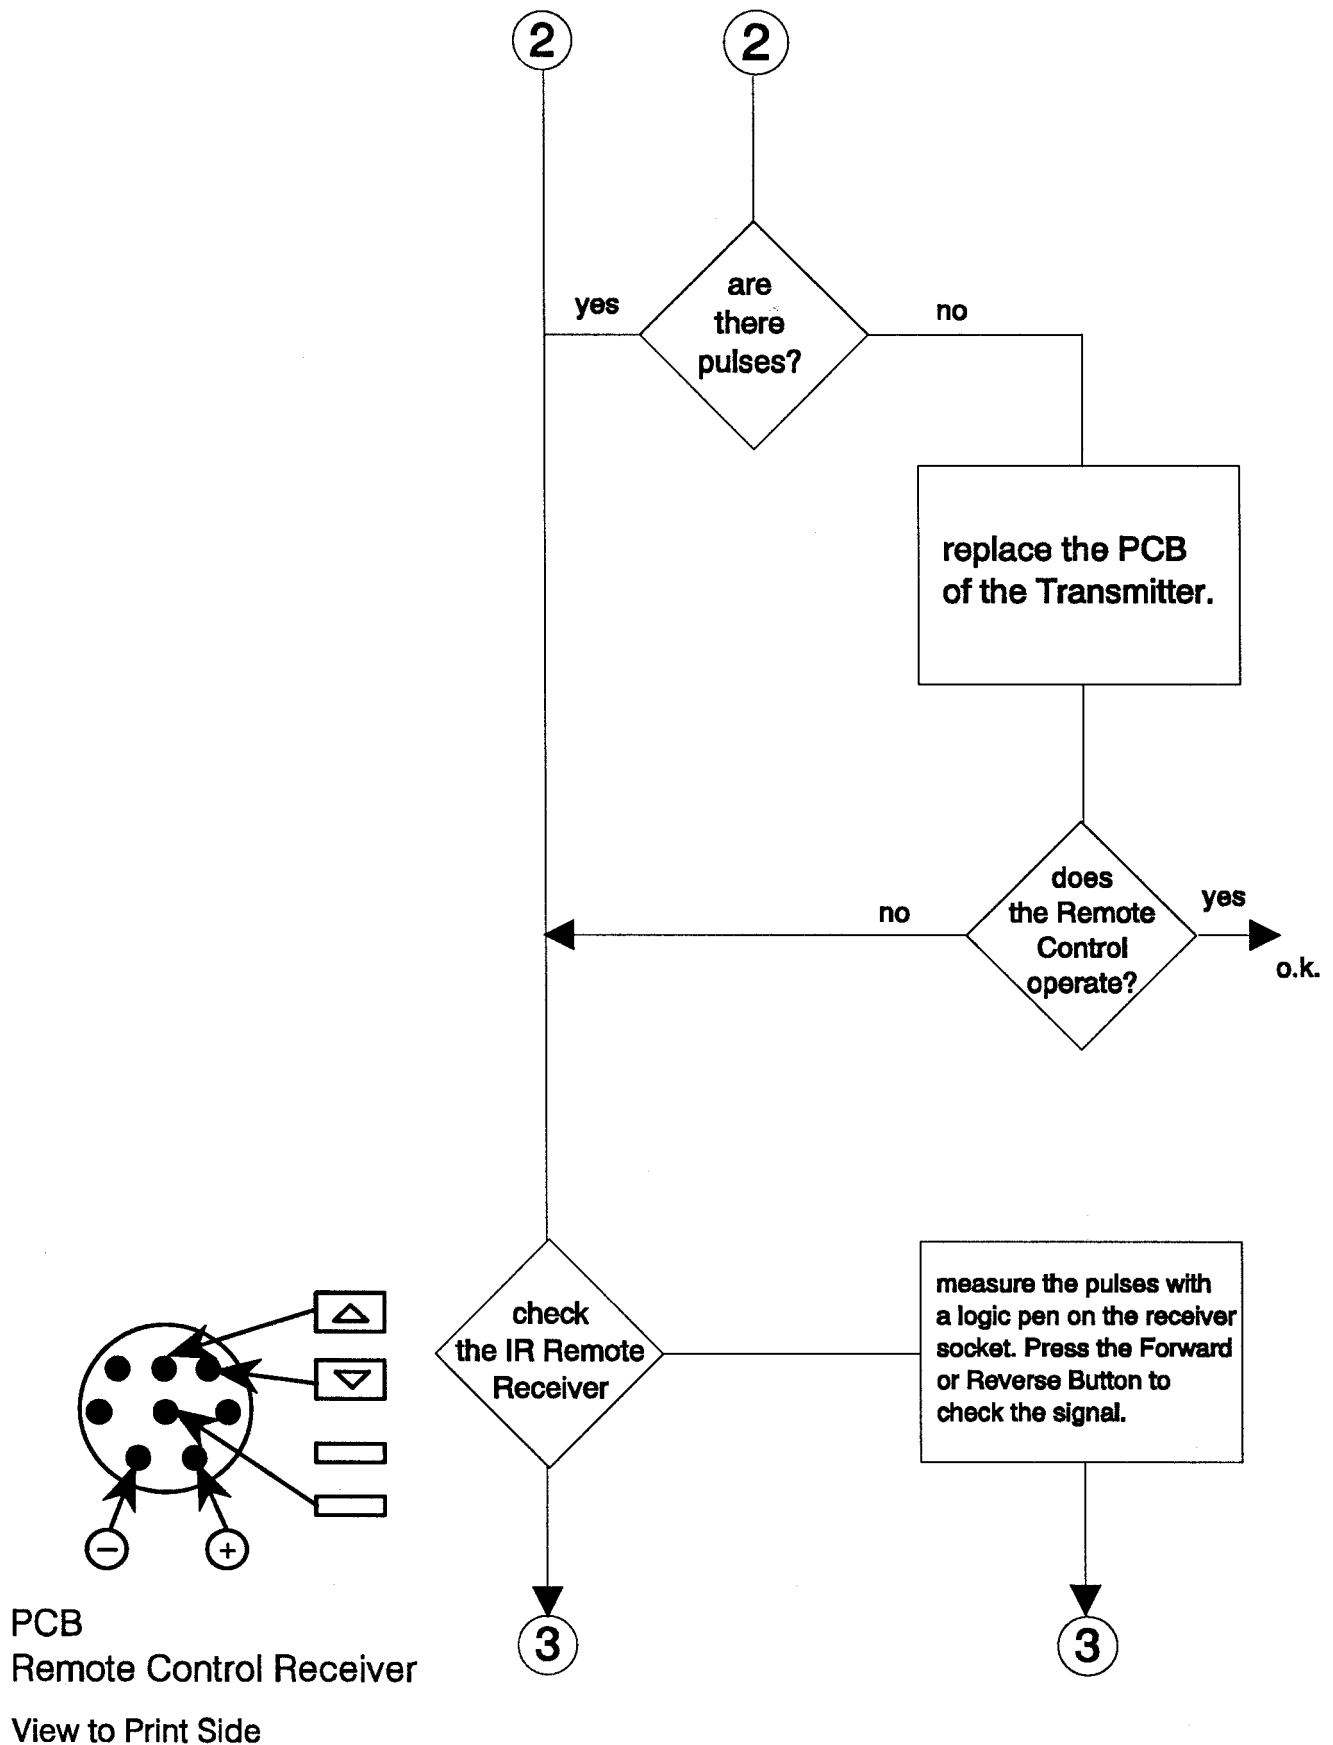 2
2
are
there
pulses?
yes
no
replace the PCB
of the Transmitter.
does
the Remote
Control
operate?
no
yes
o.k.
check
the IR Remote
Receiver
measure the pulses with
a logic pen on the receiver
socket. Press the Forward
or Reverse Button to
check the signal.
−
+
3
3
PCB
Remote Control Receiver
View to Print Side